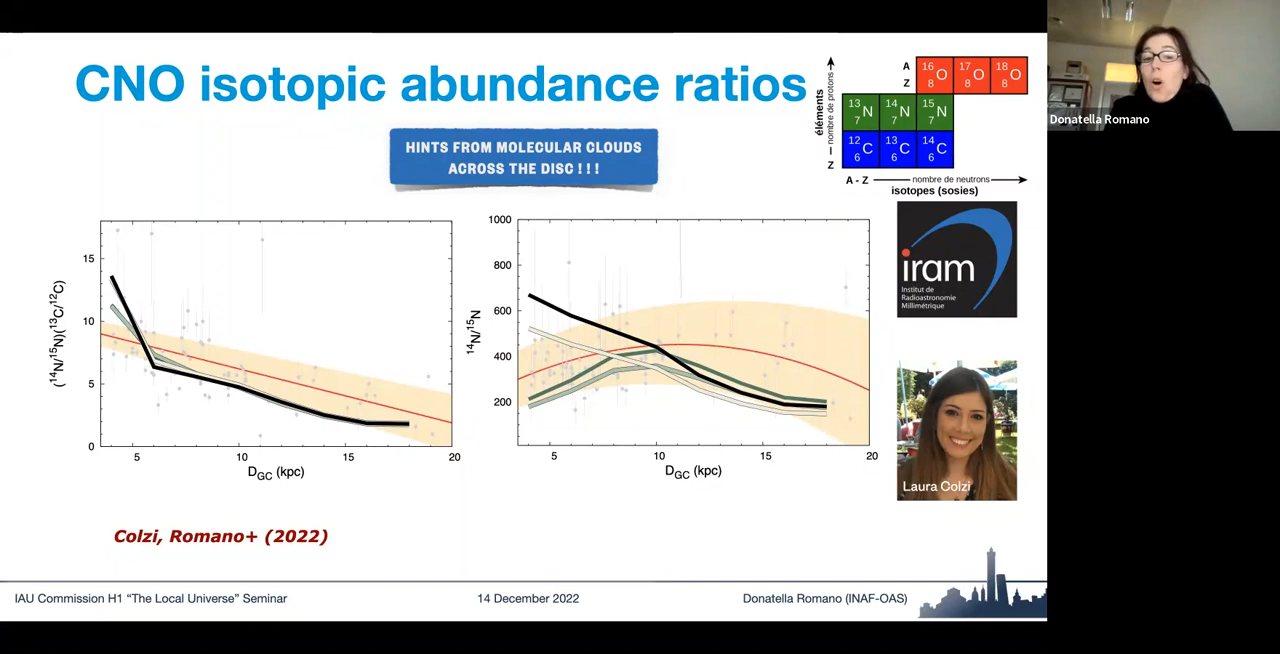 CNO isotopic abundance ratios
HINTS FROM MOLECULAR CLOUDS
ACROSS THE DISC ! ! !
éléments
Z — nombre de protons
A
Z
16 8 O 17 8 O 18 8 O
13 7 N 14 7 N 15 7 N
12 6 C 13 6 C 14 6 C
A - Z nombre de neutrons
isotopes (sosies)
Donatella Romano
(¹⁴N/¹⁵N)(¹³C/¹²C)
15
10
5
0
5 10 15 20
D_GC (kpc)
¹⁴N/¹⁵N
1000
800
600
400
200
5 10 15 20
D_GC (kpc)
iram
Institut de
Radioastronomie
Millimétrique
Laura Colzi
Colzi, Romano+ (2022)
IAU Commission H1 “The Local Universe” Seminar
14 December 2022
Donatella Romano (INAF-OAS)